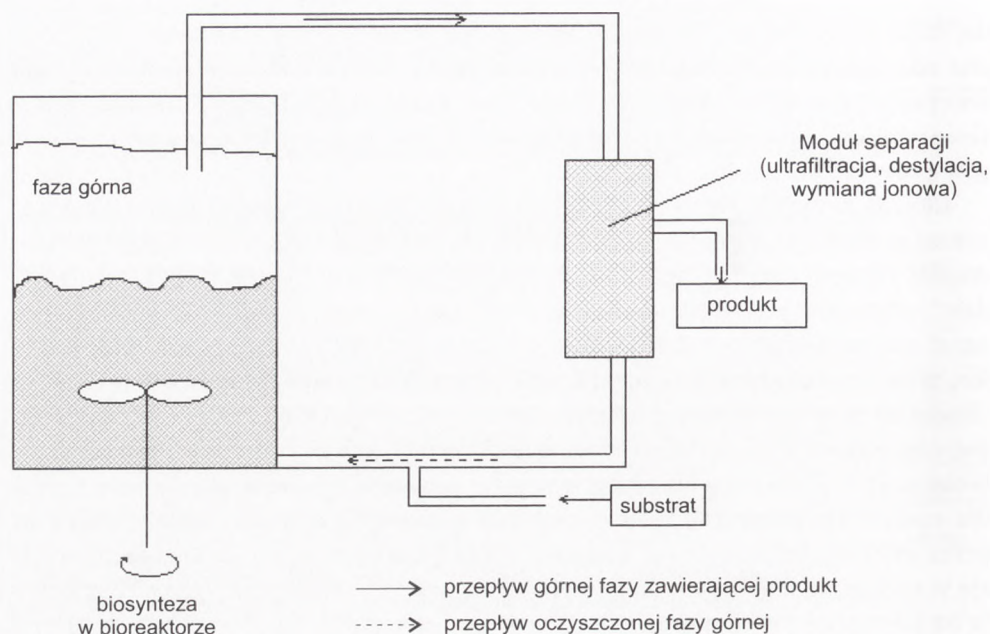 Moduł separacji
(ultrafiltracja, destylacja,
wymiana jonowa)
faza górna
produkt
substrat
biosynteza
w bioreaktorze
przepływ górnej fazy zawierającej produkt
przepływ oczyszczonej fazy górnej